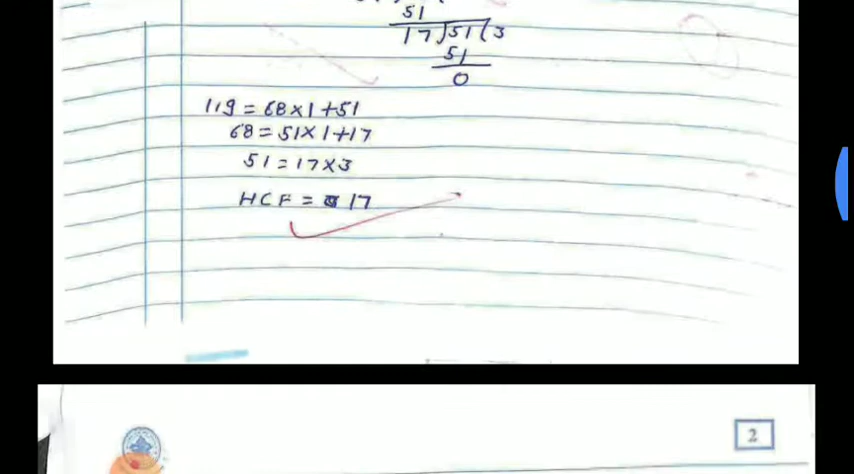 51
17)51(3
51
0
119 = 68×1+51
68 = 51×1+17
51 = 17×3
HCF = 17
2